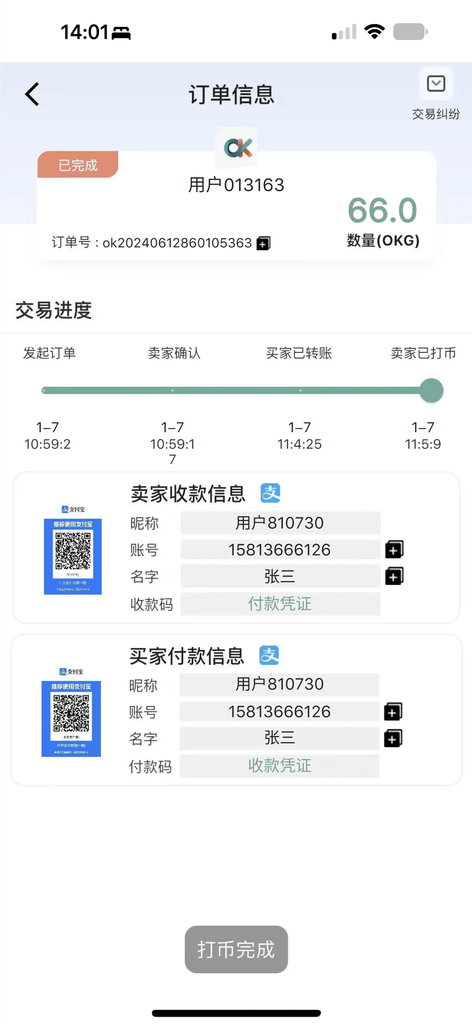 14:01
订单信息
交易纠纷
OK
已完成
用户013163
66.0
订单号 : ok20240612860105363
数量(OKG)
交易进度
发起订单 卖家确认 买家已转账 卖家已打币
1–7 1–7 1–7 1–7
10:59:2 10:59:1 11:4:25 11:5:9
7
卖家收款信息 支
支付宝
推荐使用支付宝
昵称 用户810730
账号 15813666126
名字 张三
收款码 付款凭证
买家付款信息 支
支付宝
推荐使用支付宝
昵称 用户810730
账号 15813666126
名字 张三
付款码 收款凭证
打币完成